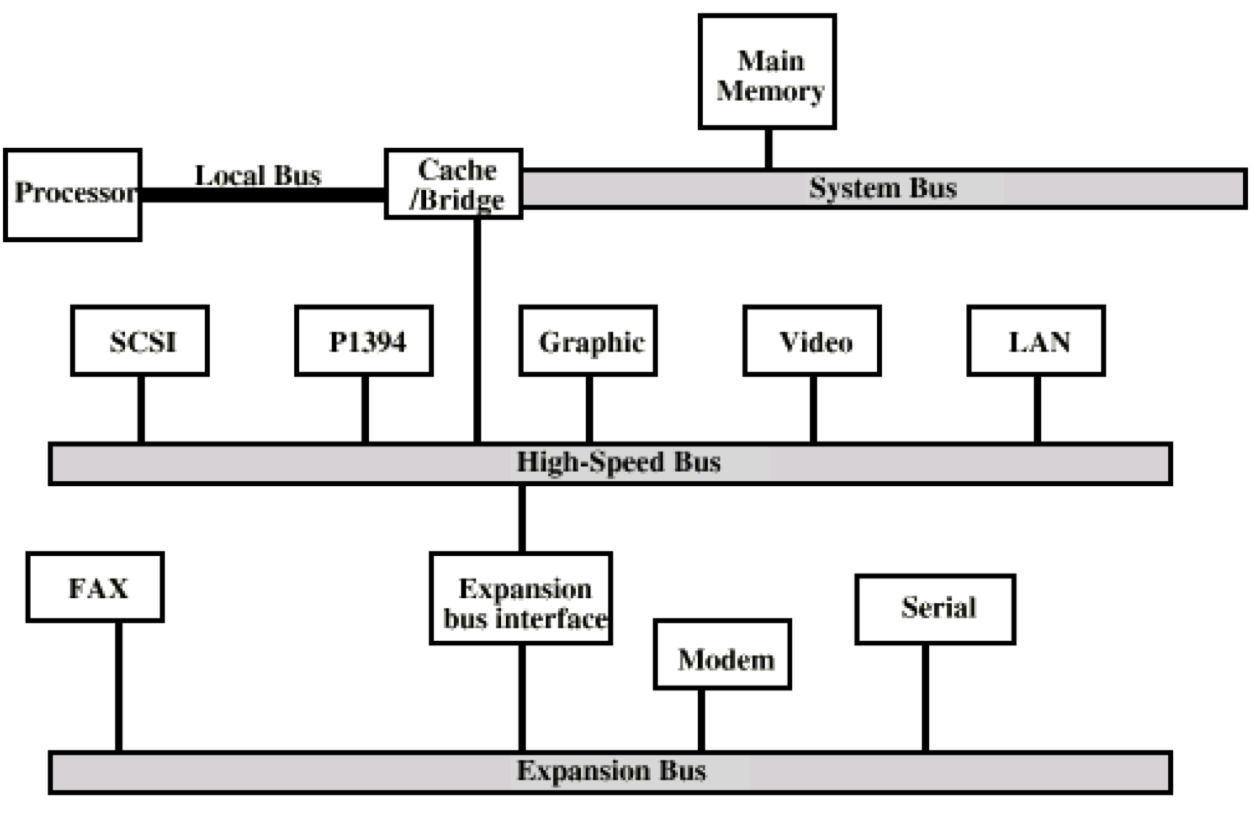 Main
Memory
Processor
Local Bus
Cache
/Bridge
System Bus
SCSI
P1394
Graphic
Video
LAN
High-Speed Bus
FAX
Expansion
bus interface
Modem
Serial
Expansion Bus